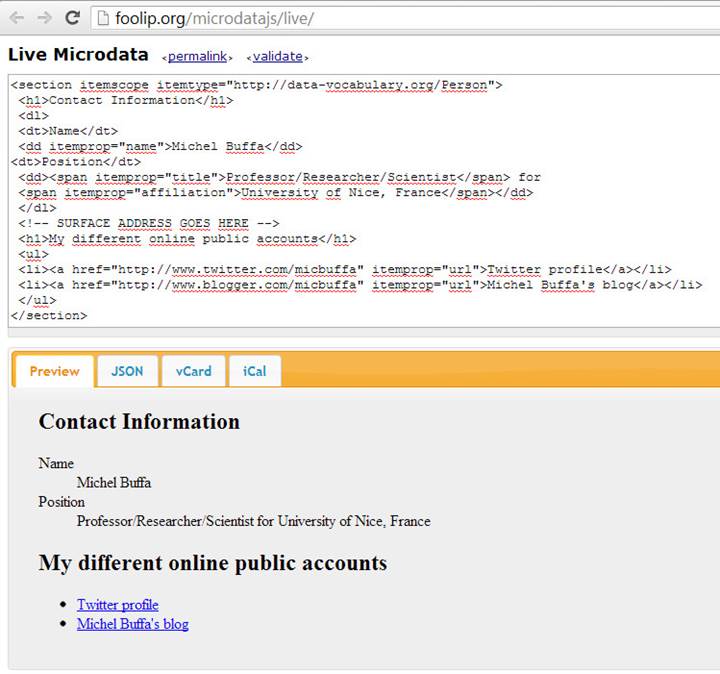 foolip.org/microdatajs/live/
Live Microdata ‹permalink› ‹validate›
<section itemscope itemtype="http://data-vocabulary.org/Person">
<h1>Contact Information</h1>
<dl>
<dt>Name</dt>
<dd itemprop="name">Michel Buffa</dd>
<dt>Position</dt>
<dd><span itemprop="title">Professor/Researcher/Scientist</span> for
<span itemprop="affiliation">University of Nice, France</span></dd>
</dl>
<!-- SURFACE ADDRESS GOES HERE -->
<h1>My different online public accounts</h1>
<ul>
<li><a href="http://www.twitter.com/micbuffa" itemprop="url">Twitter profile</a></li>
<li><a href="http://www.blogger.com/micbuffa" itemprop="url">Michel Buffa's blog</a></li>
</ul>
</section>
Preview JSON vCard iCal
Contact Information
Name
Michel Buffa
Position
Professor/Researcher/Scientist for University of Nice, France
My different online public accounts
• Twitter profile
• Michel Buffa's blog